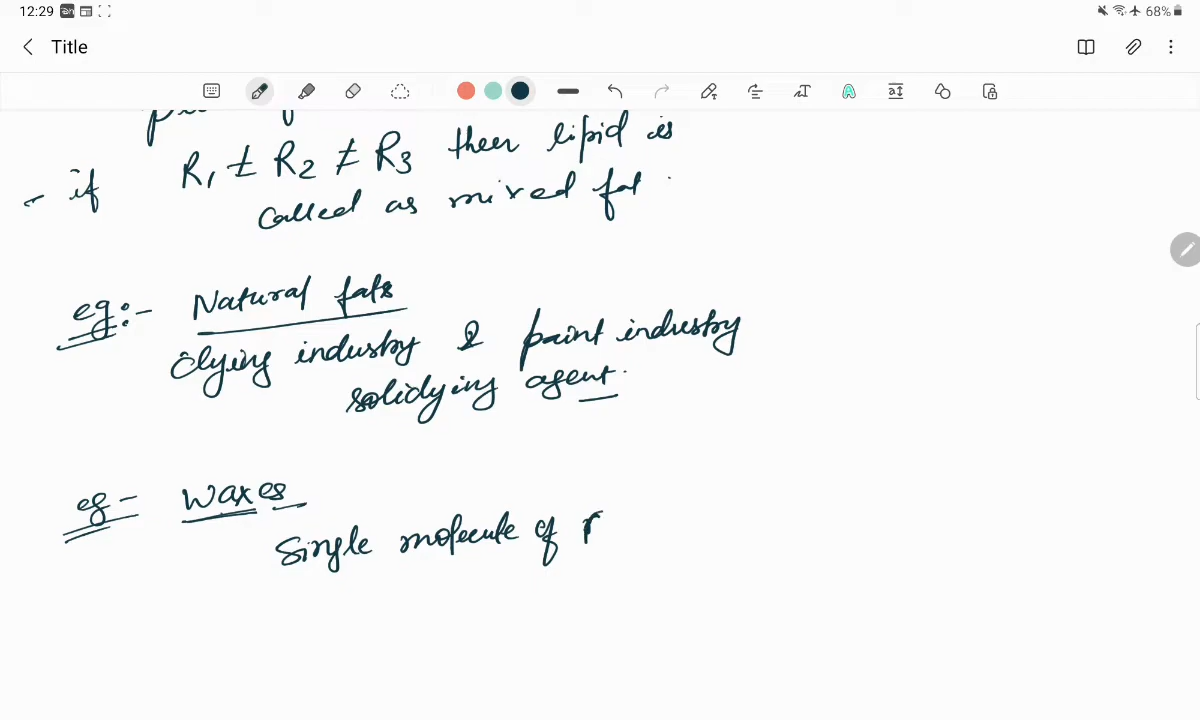 12:29
68%
Title
- if R1 ≠ R2 ≠ R3 then lipid is
called as mixed fat.
eg:- Natural fats
dying industry & paint industry
solidying agent.
eg - Waxes
Single molecule of